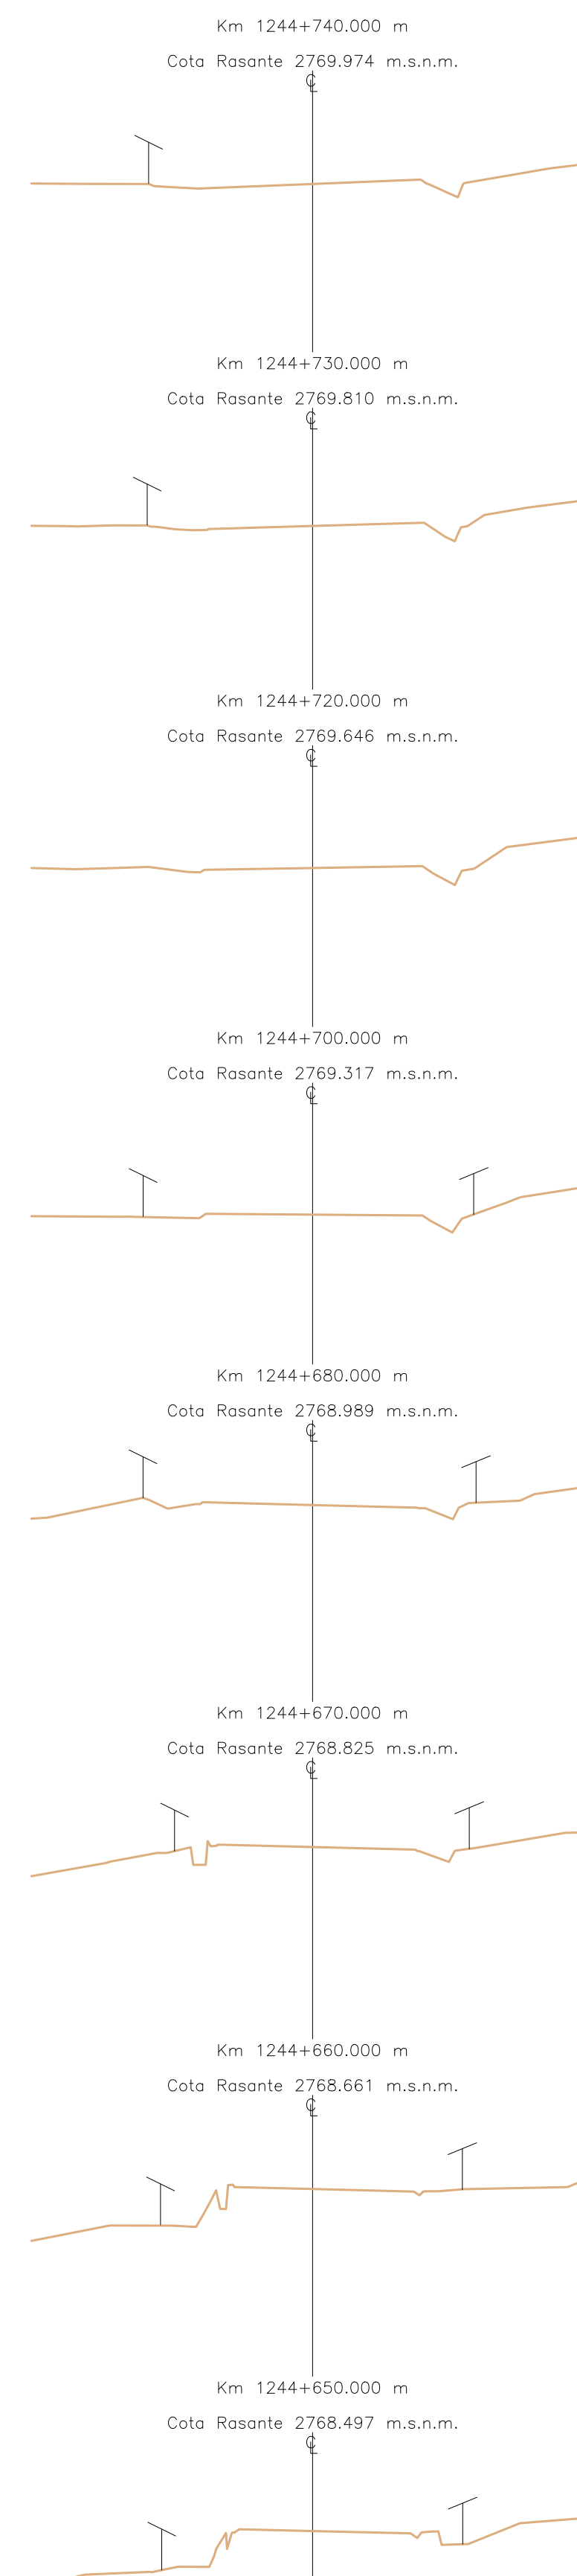 Km 1244+740.000 m
Cota Rasante 2769.974 m.s.n.m.
℄
Km 1244+730.000 m
Cota Rasante 2769.810 m.s.n.m.
℄
Km 1244+720.000 m
Cota Rasante 2769.646 m.s.n.m.
℄
Km 1244+700.000 m
Cota Rasante 2769.317 m.s.n.m.
℄
Km 1244+680.000 m
Cota Rasante 2768.989 m.s.n.m.
℄
Km 1244+670.000 m
Cota Rasante 2768.825 m.s.n.m.
℄
Km 1244+660.000 m
Cota Rasante 2768.661 m.s.n.m.
℄
Km 1244+650.000 m
Cota Rasante 2768.497 m.s.n.m.
℄